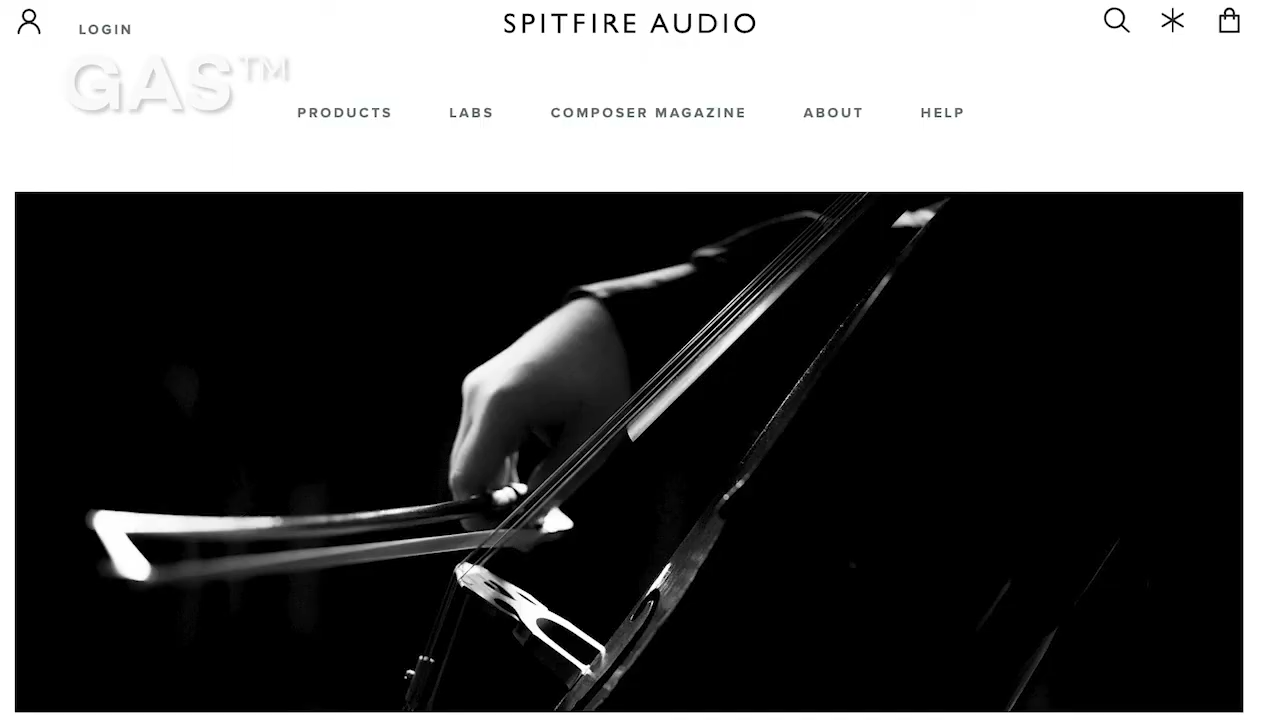 LOGIN
SPITFIRE AUDIO
GAS™
PRODUCTS LABS COMPOSER MAGAZINE ABOUT HELP